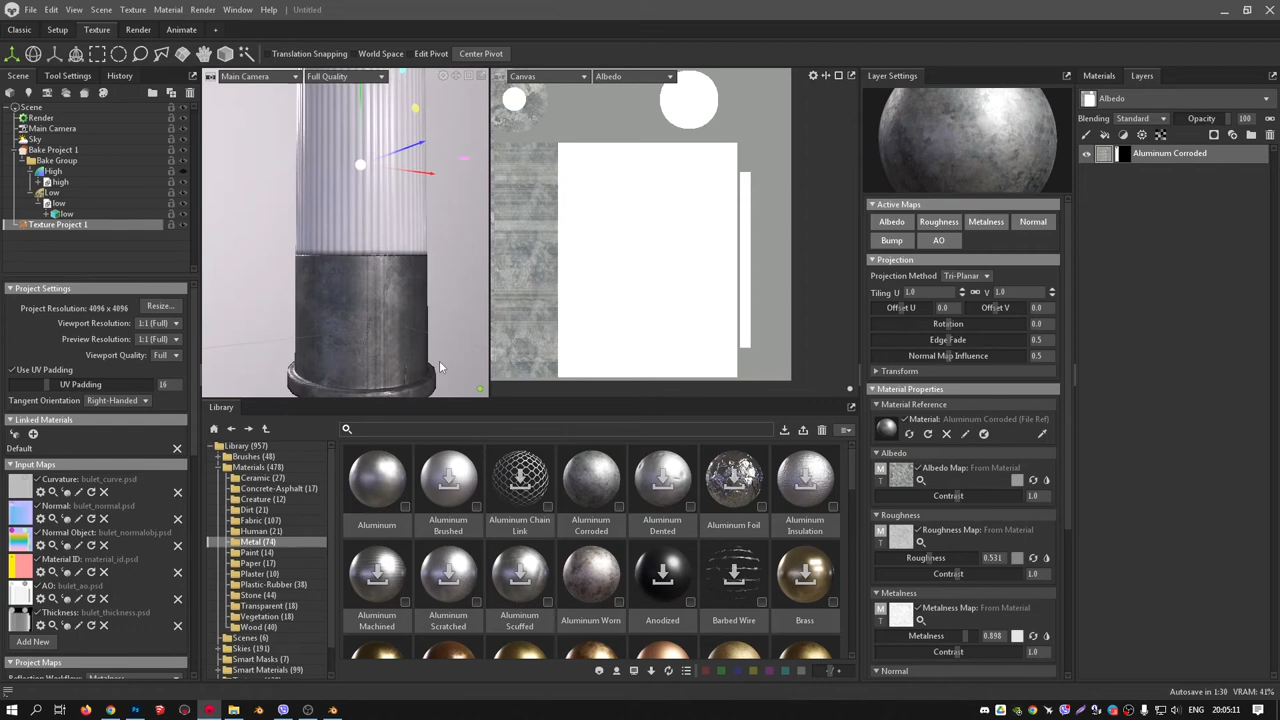 File Edit View Scene Texture Material Render Window Help Untitled
Classic Setup Texture Render Animate +
Translation Snapping World Space Edit Pivot Center Pivot
Scene Tool Settings History
Main Camera Full Quality
Canvas Albedo
Layer Settings
Materials Layers
Scene
Render
Main Camera
Sky
Bake Project 1
Bake Group
High
high
Low
low
low
Texture Project 1
Project Settings
Project Resolution: 4096 x 4096 Resize...
Viewport Resolution: 1:1 (Full)
Preview Resolution: 1:1 (Full)
Viewport Quality: Full
Use UV Padding
UV Padding 16
Tangent Orientation Right-Handed
Linked Materials
Default
Input Maps
Curvature: bulet_curve.psd
Normal: bulet_normal.psd
Normal Object: bulet_normalobj.psd
Material ID: material_id.psd
AO: bulet_ao.psd
Thickness: bulet_thickness.psd
Add New
Project Maps
Reflection Workflow: Metalness
Library
Library (957)
Brushes (48)
Materials (478)
Ceramic (27)
Concrete-Asphalt (17)
Creature (12)
Dirt (21)
Fabric (107)
Human (21)
Metal (74)
Paint (14)
Paper (17)
Plaster (10)
Plastic-Rubber (38)
Stone (44)
Transparent (18)
Vegetation (18)
Wood (40)
Scenes (6)
Skies (191)
Smart Masks (7)
Smart Materials (99)
Aluminum
Aluminum Brushed
Aluminum Chain Link
Aluminum Corroded
Aluminum Dented
Aluminum Foil
Aluminum Insulation
Aluminum Machined
Aluminum Scratched
Aluminum Scuffed
Aluminum Worn
Anodized
Barbed Wire
Brass
Active Maps
Albedo Roughness Metalness Normal
Bump AO
Projection
Projection Method Tri-Planar
Tiling U 1.0 V 1.0
Offset U 0.0 Offset V 0.0
Rotation 0.0
Edge Fade 0.5
Normal Map Influence 0.5
Transform
Material Properties
Material Reference
Material: Aluminum Corroded (File Ref)
Albedo
M Albedo Map: From Material
T
Contrast 1.0
Roughness
M Roughness Map: From Material
T
Roughness 0.531
Contrast 1.0
Metalness
M Metalness Map: From Material
T
Metalness 0.898
Contrast 1.0
Normal
Albedo
Blending Standard Opacity 100
Aluminum Corroded
Autosave in 1:30 VRAM: 41%
ENG 20:05:11